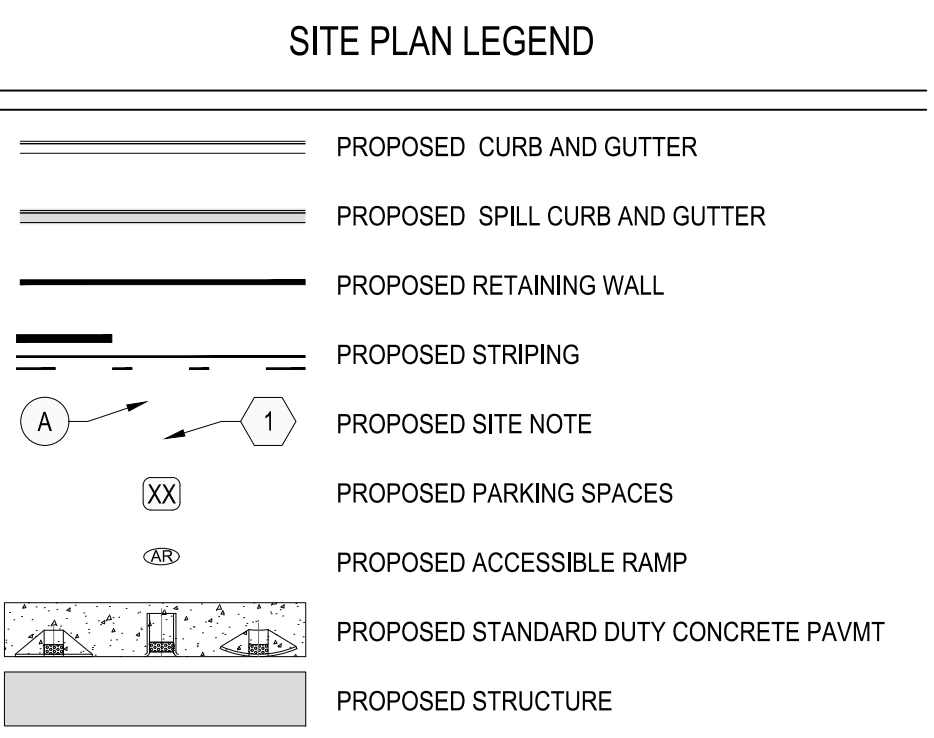 SITE PLAN LEGEND
PROPOSED CURB AND GUTTER
PROPOSED SPILL CURB AND GUTTER
PROPOSED RETAINING WALL
PROPOSED STRIPING
A 1 PROPOSED SITE NOTE
XX PROPOSED PARKING SPACES
AR PROPOSED ACCESSIBLE RAMP
PROPOSED STANDARD DUTY CONCRETE PAVMT
PROPOSED STRUCTURE